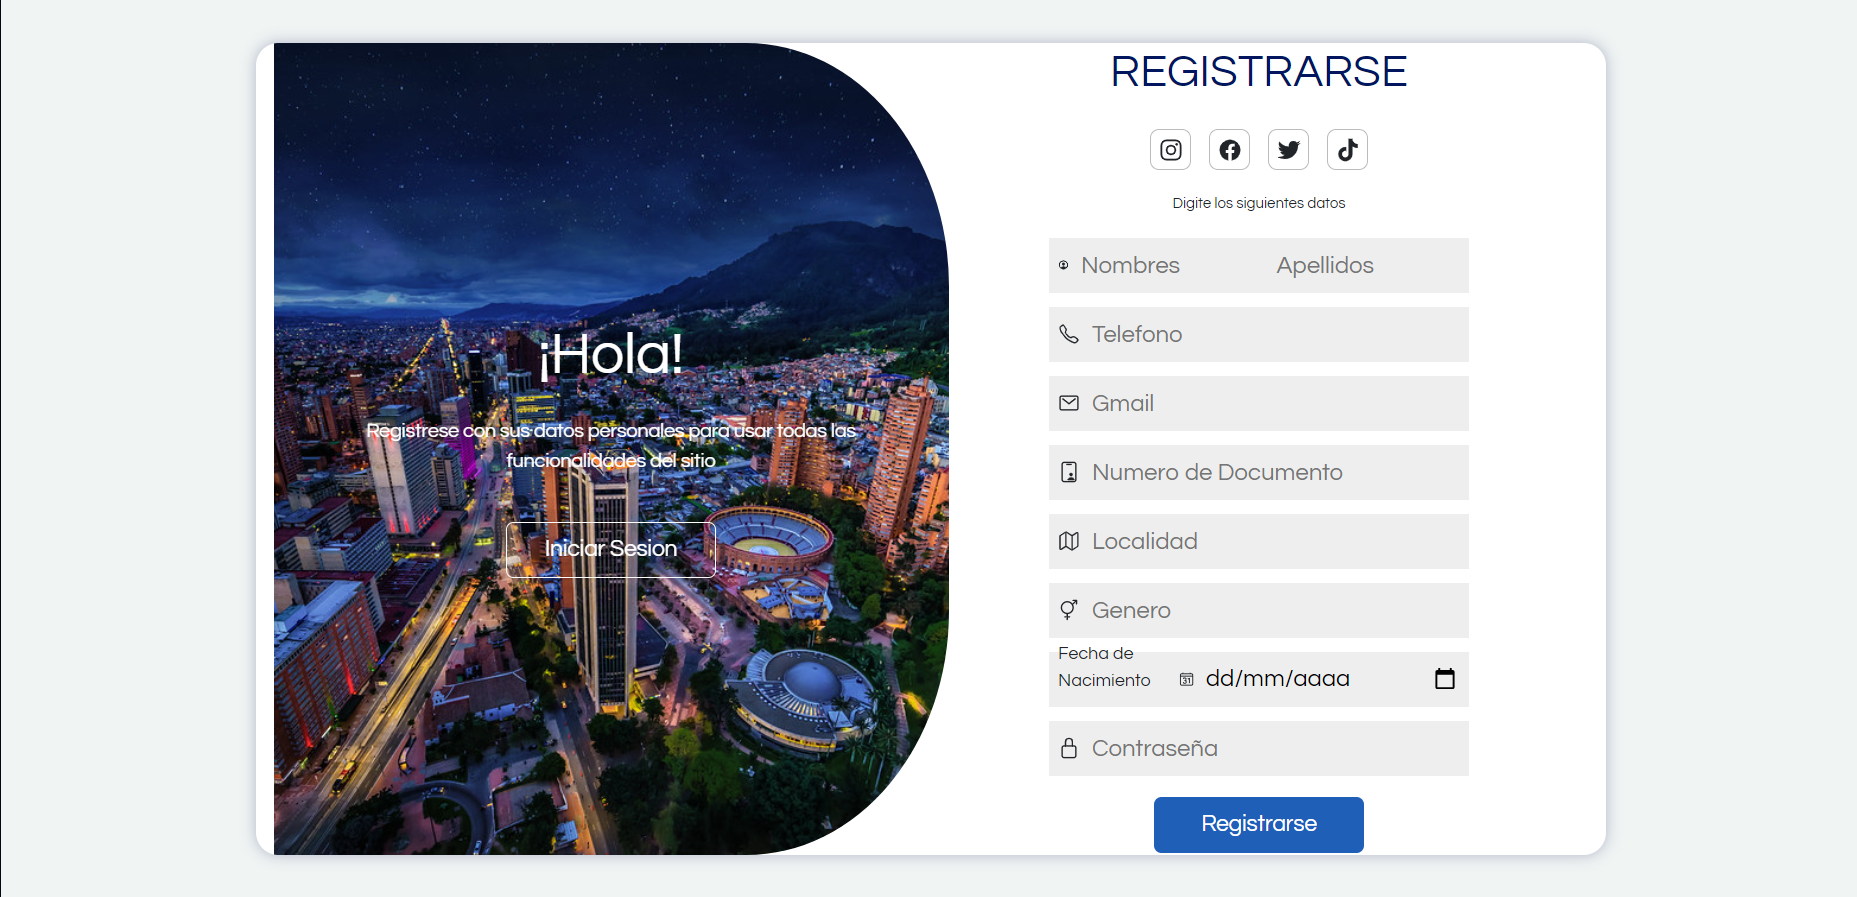 ¡Hola!
Registrese con sus datos personales para usar todas las
funcionalidades del sitio
Iniciar Sesion
REGISTRARSE
Digite los siguientes datos
Nombres Apellidos
Telefono
Gmail
Numero de Documento
Localidad
Genero
Fecha de
Nacimiento 31 dd/mm/aaaa
Contraseña
Registrarse